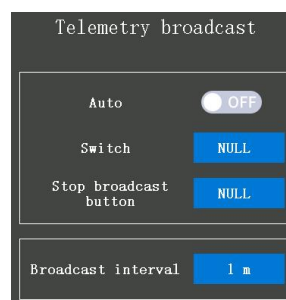 Telemetry broadcast
Auto
OFF
Switch
NULL
Stop broadcast
button
NULL
Broadcast interval
1 m